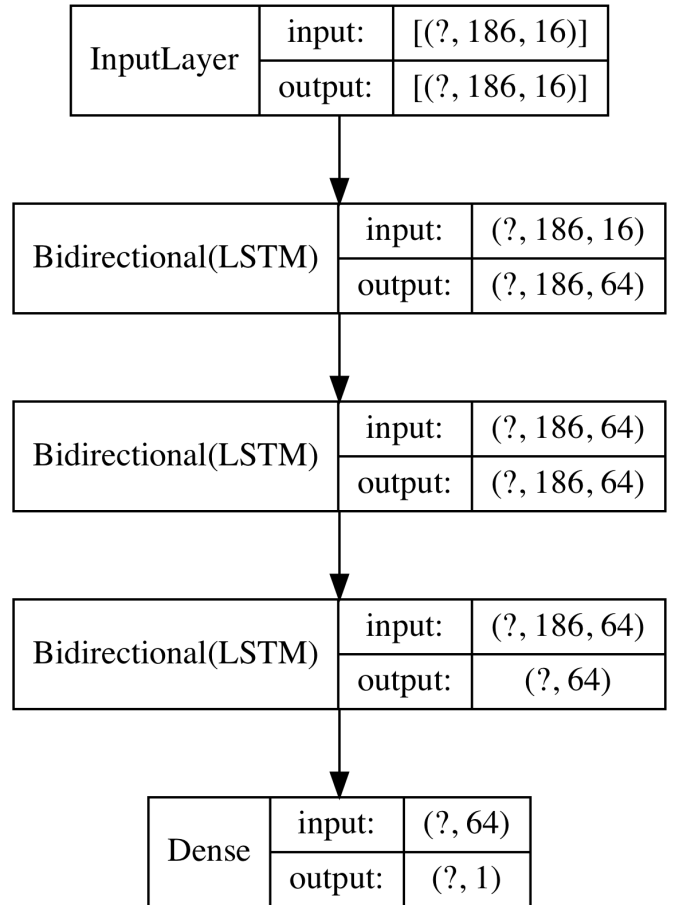 InputLayer
input: [(?, 186, 16)]
output: [(?, 186, 16)]
Bidirectional(LSTM)
input: (?, 186, 16)
output: (?, 186, 64)
Bidirectional(LSTM)
input: (?, 186, 64)
output: (?, 186, 64)
Bidirectional(LSTM)
input: (?, 186, 64)
output: (?, 64)
Dense
input: (?, 64)
output: (?, 1)